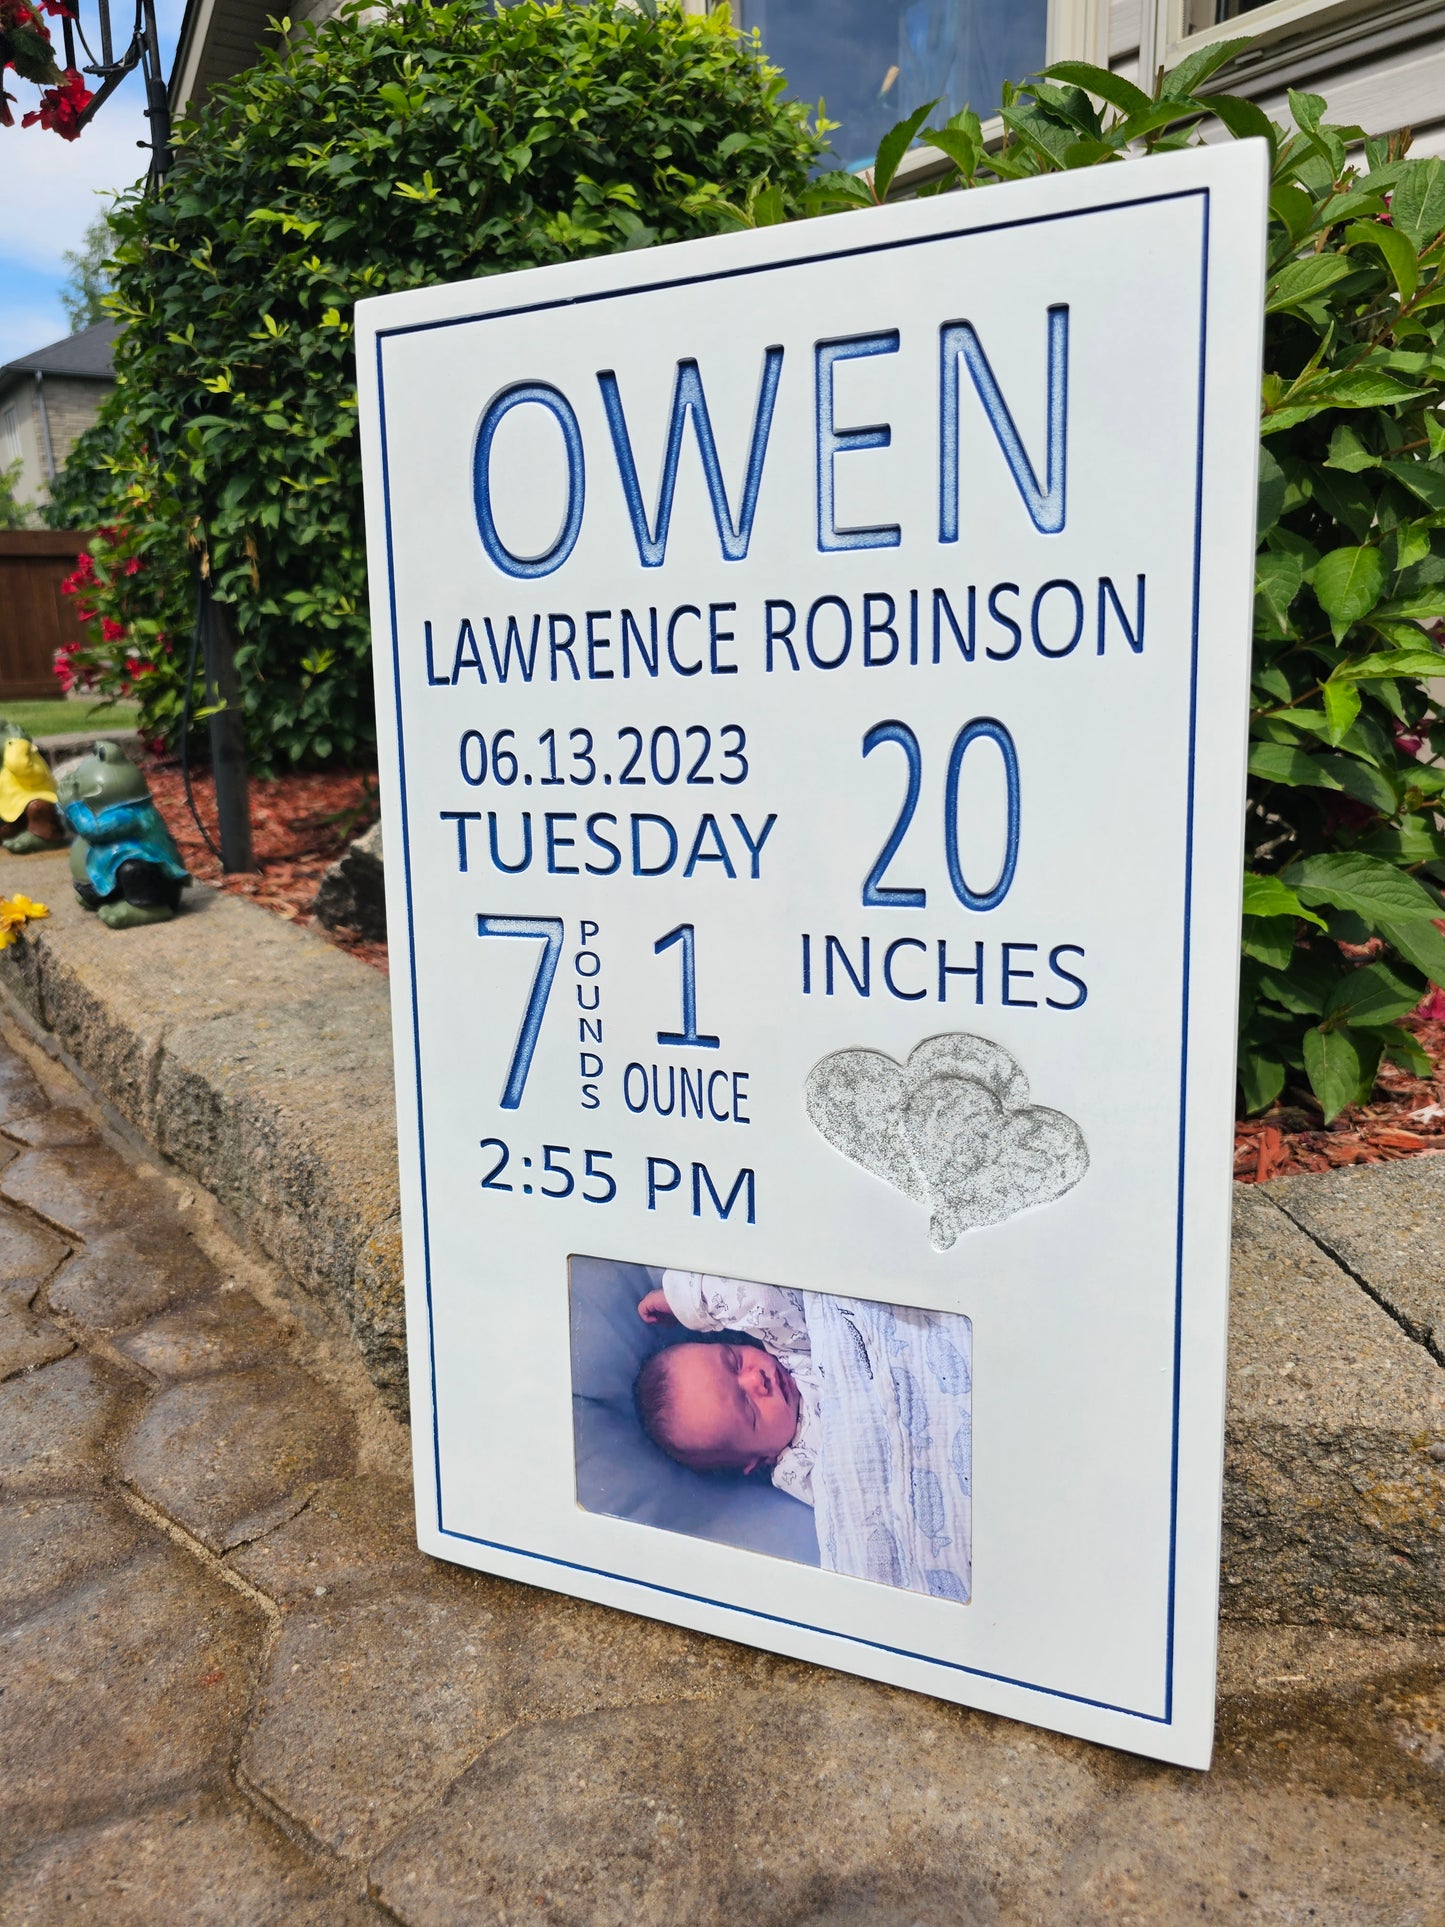 OWEN
LAWRENCE ROBINSON
06.13.2023
TUESDAY
20
INCHES
7 POUNDS 1 OUNCE
2:55 PM